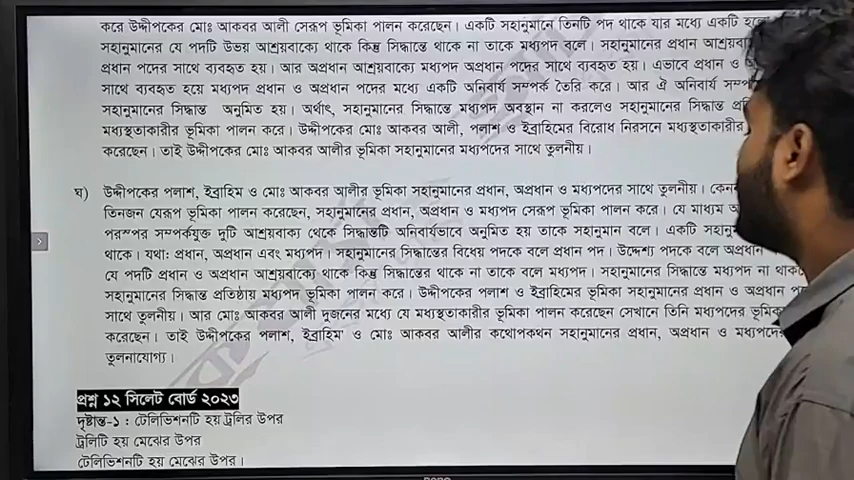 করে উদ্দীপকের মোঃ আকবর আলী সেরূপ ভূমিকা পালন করেছেন। একটি সহানুমানে তিনটি পদ থাকে যার মধ্যে একটি হলো
সহানুমানের যে পদটি উভয় আশ্রয়বাক্যে থাকে কিন্তু সিদ্ধান্তে থাকে না তাকে মধ্যপদ বলে। সহানুমানের প্রধান
প্রধান পদের সাথে ব্যবহৃত হয়। আর অপ্রধান আশ্রয়বাক্যে মধ্যপদ অপ্রধান পদের সাথে ব্যবহৃত হয়। এভাবে প্রধান ও
সাথে ব্যবহৃত হয়ে মধ্যপদ প্রধান ও অপ্রধান পদের মধ্যে একটি অনিবার্য সম্পর্ক তৈরি করে। আর ঐ অনিবার্য
সহানুমানের সিদ্ধান্ত অনুমিত হয়। অর্থাৎ, সহানুমানের সিদ্ধান্তে মধ্যপদ অবস্থান না করলেও সহানুমানের সিদ্ধান্ত
মধ্যস্থতাকারীর ভূমিকা পালন করে। উদ্দীপকের মোঃ আকবর আলী, পলাশ ও ইব্রাহিমের বিরোধ নিরসনে মধ্যস্থতাকারীর
করেছেন। তাই উদ্দীপকের মোঃ আকবর আলীর ভূমিকা সহানুমানের মধ্যপদের সাথে তুলনীয়।
ঘ) উদ্দীপকের পলাশ, ইব্রাহিম ও মোঃ আকবর আলীর ভূমিকা সহানুমানের প্রধান, অপ্রধান ও মধ্যপদের সাথে তুলনীয়।
তিনজন যেরূপ ভূমিকা পালন করেছেন, সহানুমানের প্রধান, অপ্রধান ও মধ্যপদ সেরূপ ভূমিকা পালন করে। যে মাধ্যম
পরস্পর সম্পর্কযুক্ত দুটি আশ্রয়বাক্য থেকে সিদ্ধান্তটি অনিবার্যভাবে অনুমিত হয় তাকে সহানুমান বলে। একটি
থাকে। যথা: প্রধান, অপ্রধান এবং মধ্যপদ। সহানুমানের সিদ্ধান্তের বিধেয় পদকে বলে প্রধান পদ। উদ্দেশ্য পদকে বলে অপ্রধান
যে পদটি প্রধান ও অপ্রধান আশ্রয়বাক্যে থাকে কিন্তু সিদ্ধান্তের থাকে না তাকে বলে মধ্যপদ। সহানুমানের সিদ্ধান্তে মধ্যপদ না
সহানুমানের সিদ্ধান্ত প্রতিষ্ঠায় মধ্যপদ ভূমিকা পালন করে। উদ্দীপকের পলাশ ও ইব্রাহিমের ভূমিকা সহানুমানের প্রধান ও অপ্রধান
সাথে তুলনীয়। আর মোঃ আকবর আলী দুজনের মধ্যে যে মধ্যস্থতাকারীর ভূমিকা পালন করেছেন সেখানে তিনি মধ্যপদের
করেছেন। তাই উদ্দীপকের পলাশ, ইব্রাহিম ও মোঃ আকবর আলীর কথোপকথন সহানুমানের প্রধান, অপ্রধান ও মধ্যপদের
তুলনাযোগ্য।
প্রশ্ন ১২ সিলেট বোর্ড ২০২৩
দৃষ্টান্ত-১ : টেলিভিশনটি হয় ট্রলির উপর
ট্রলিটি হয় মেঝের উপর
টেলিভিশনটি হয় মেঝের উপর।